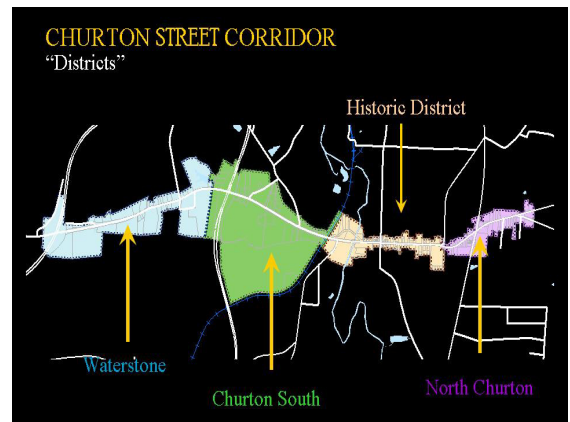 CHURTON STREET CORRIDOR
“Districts”
Historic District
Waterstone
Churton South
North Churton